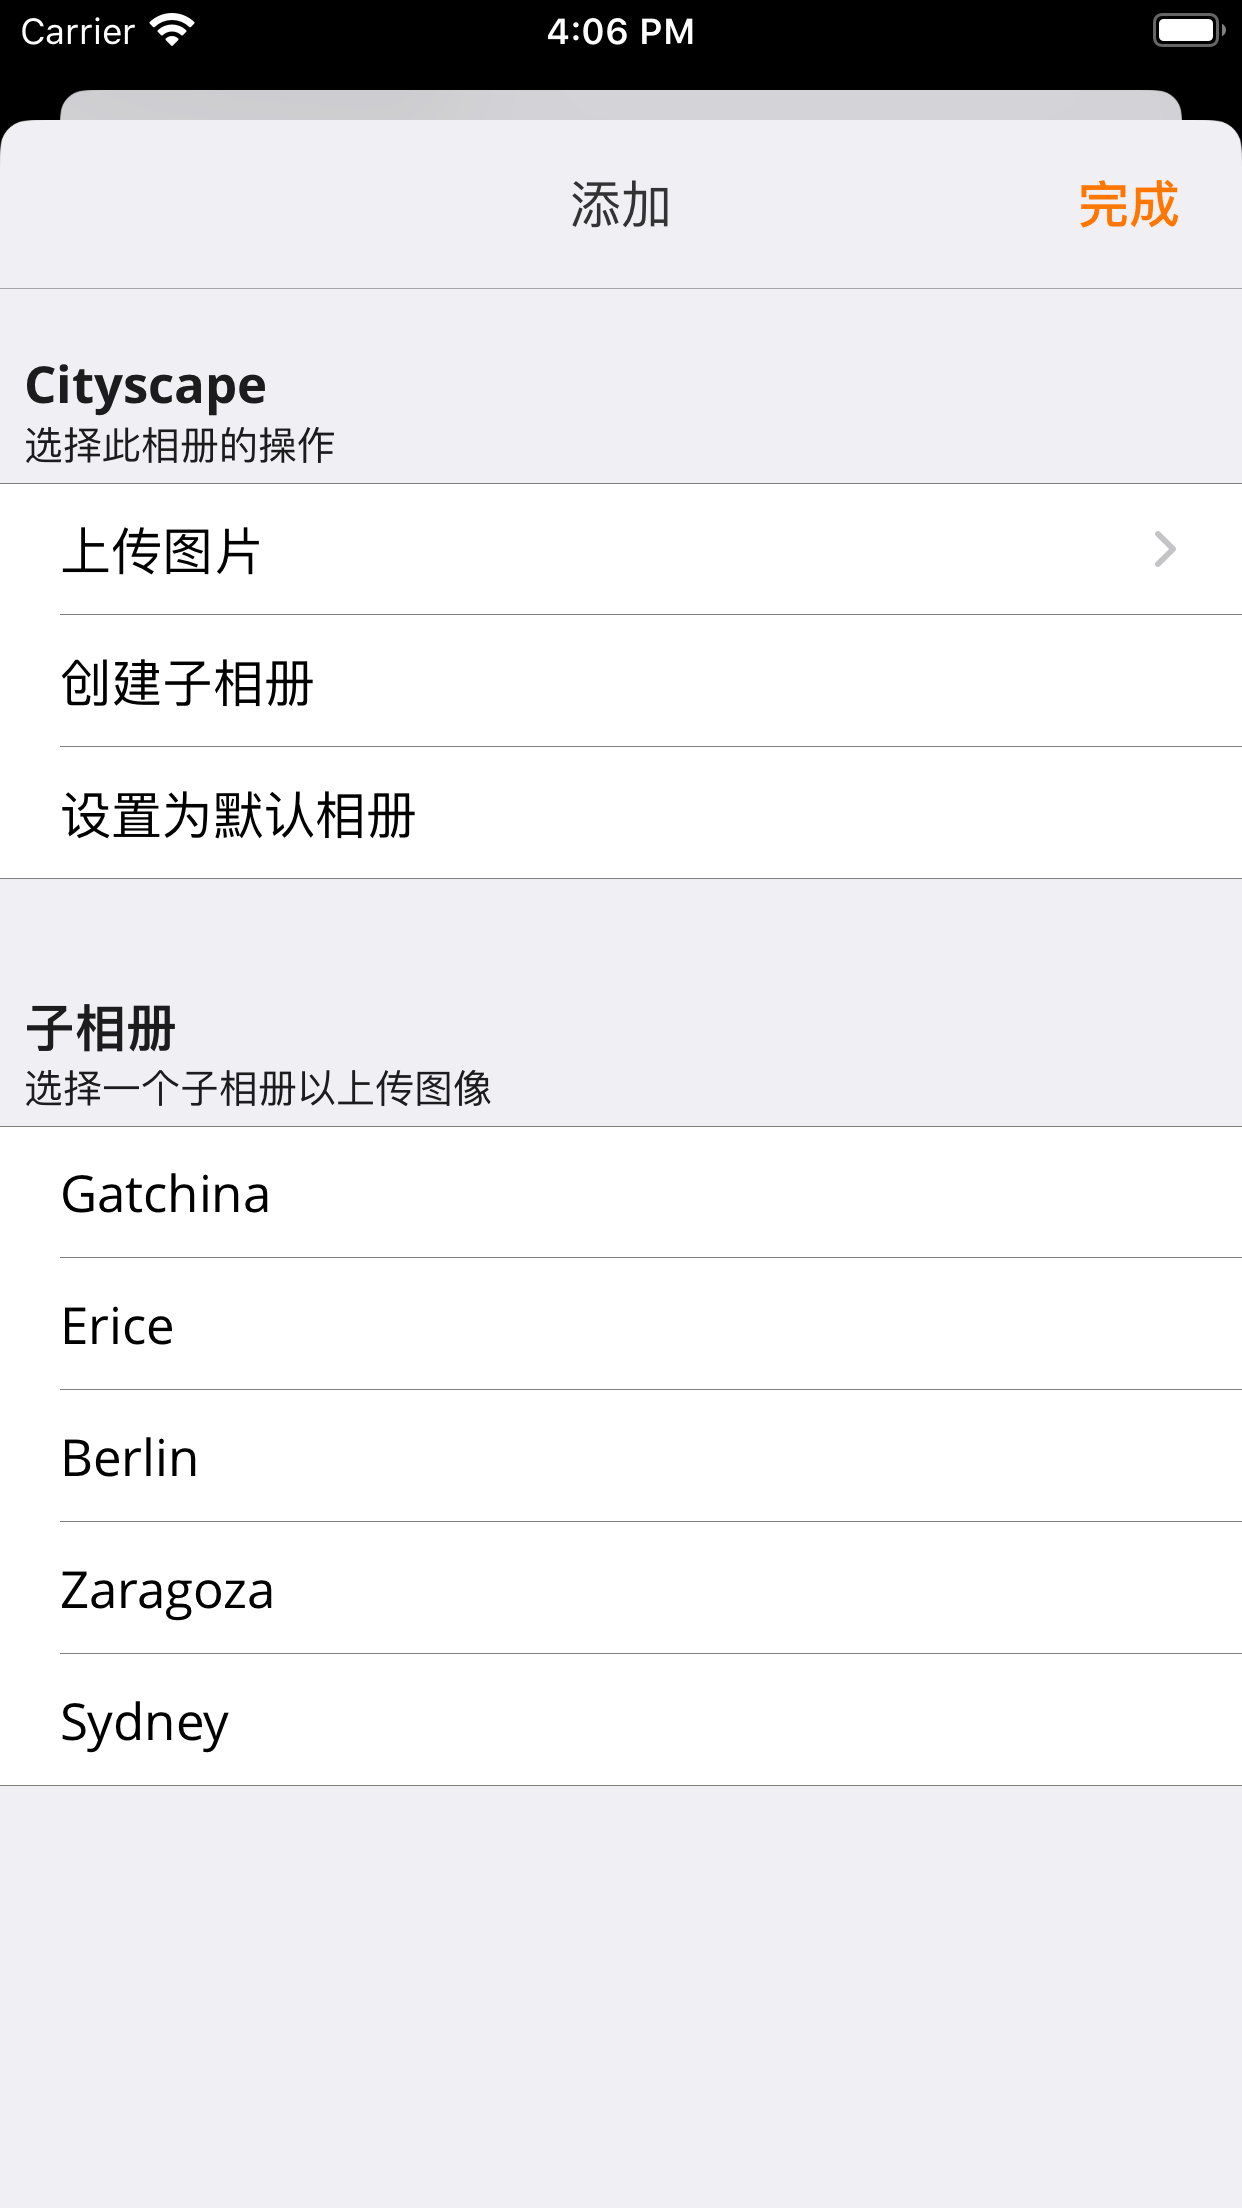 Carrier 4:06 PM
添加 完成
Cityscape
选择此相册的操作
上传图片
创建子相册
设置为默认相册
子相册
选择一个子相册以上传图像
Gatchina
Erice
Berlin
Zaragoza
Sydney